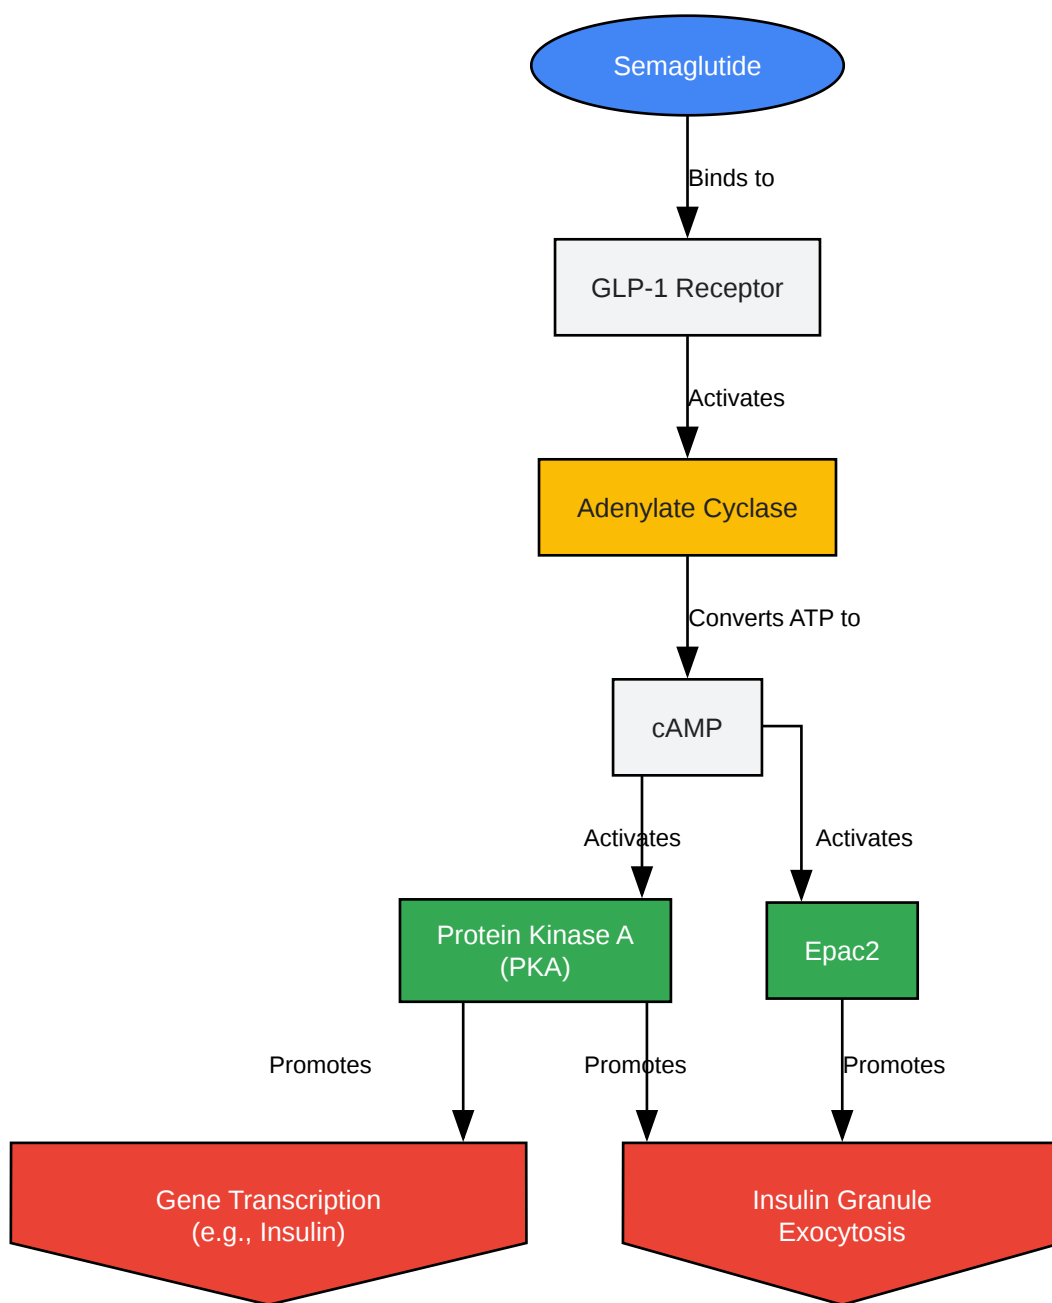 Semaglutide
Binds to
GLP-1 Receptor
Activates
Adenylate Cyclase
Converts ATP to
cAMP
Activates
Activates
Protein Kinase A
(PKA)
Epac2
Promotes
Promotes
Promotes
Gene Transcription
(e.g., Insulin)
Insulin Granule
Exocytosis